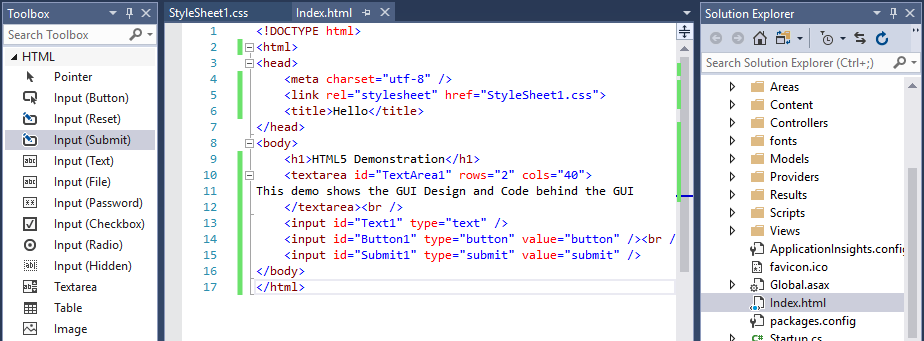 Toolbox
Search Toolbox
HTML
Pointer
Input (Button)
Input (Reset)
Input (Submit)
Input (Text)
Input (File)
Input (Password)
Input (Checkbox)
Input (Radio)
Input (Hidden)
Textarea
Table
Image
StyleSheet1.css
Index.html
1 <!DOCTYPE html>
2 <html>
3 <head>
4 <meta charset="utf-8" />
5 <link rel="stylesheet" href="StyleSheet1.css">
6 <title>Hello</title>
7 </head>
8 <body>
9 <h1>HTML5 Demonstration</h1>
10 <textarea id="TextArea1" rows="2" cols="40">
11 This demo shows the GUI Design and Code behind the GUI
12 </textarea><br />
13 <input id="Text1" type="text" />
14 <input id="Button1" type="button" value="button" /><br /
15 <input id="Submit1" type="submit" value="submit" />
16 </body>
17 </html>
Solution Explorer
Search Solution Explorer (Ctrl+;)
Areas
Content
Controllers
fonts
Models
Providers
Results
Scripts
Views
ApplicationInsights.config
favicon.ico
Global.asax
Index.html
packages.config
C# Startup.cs